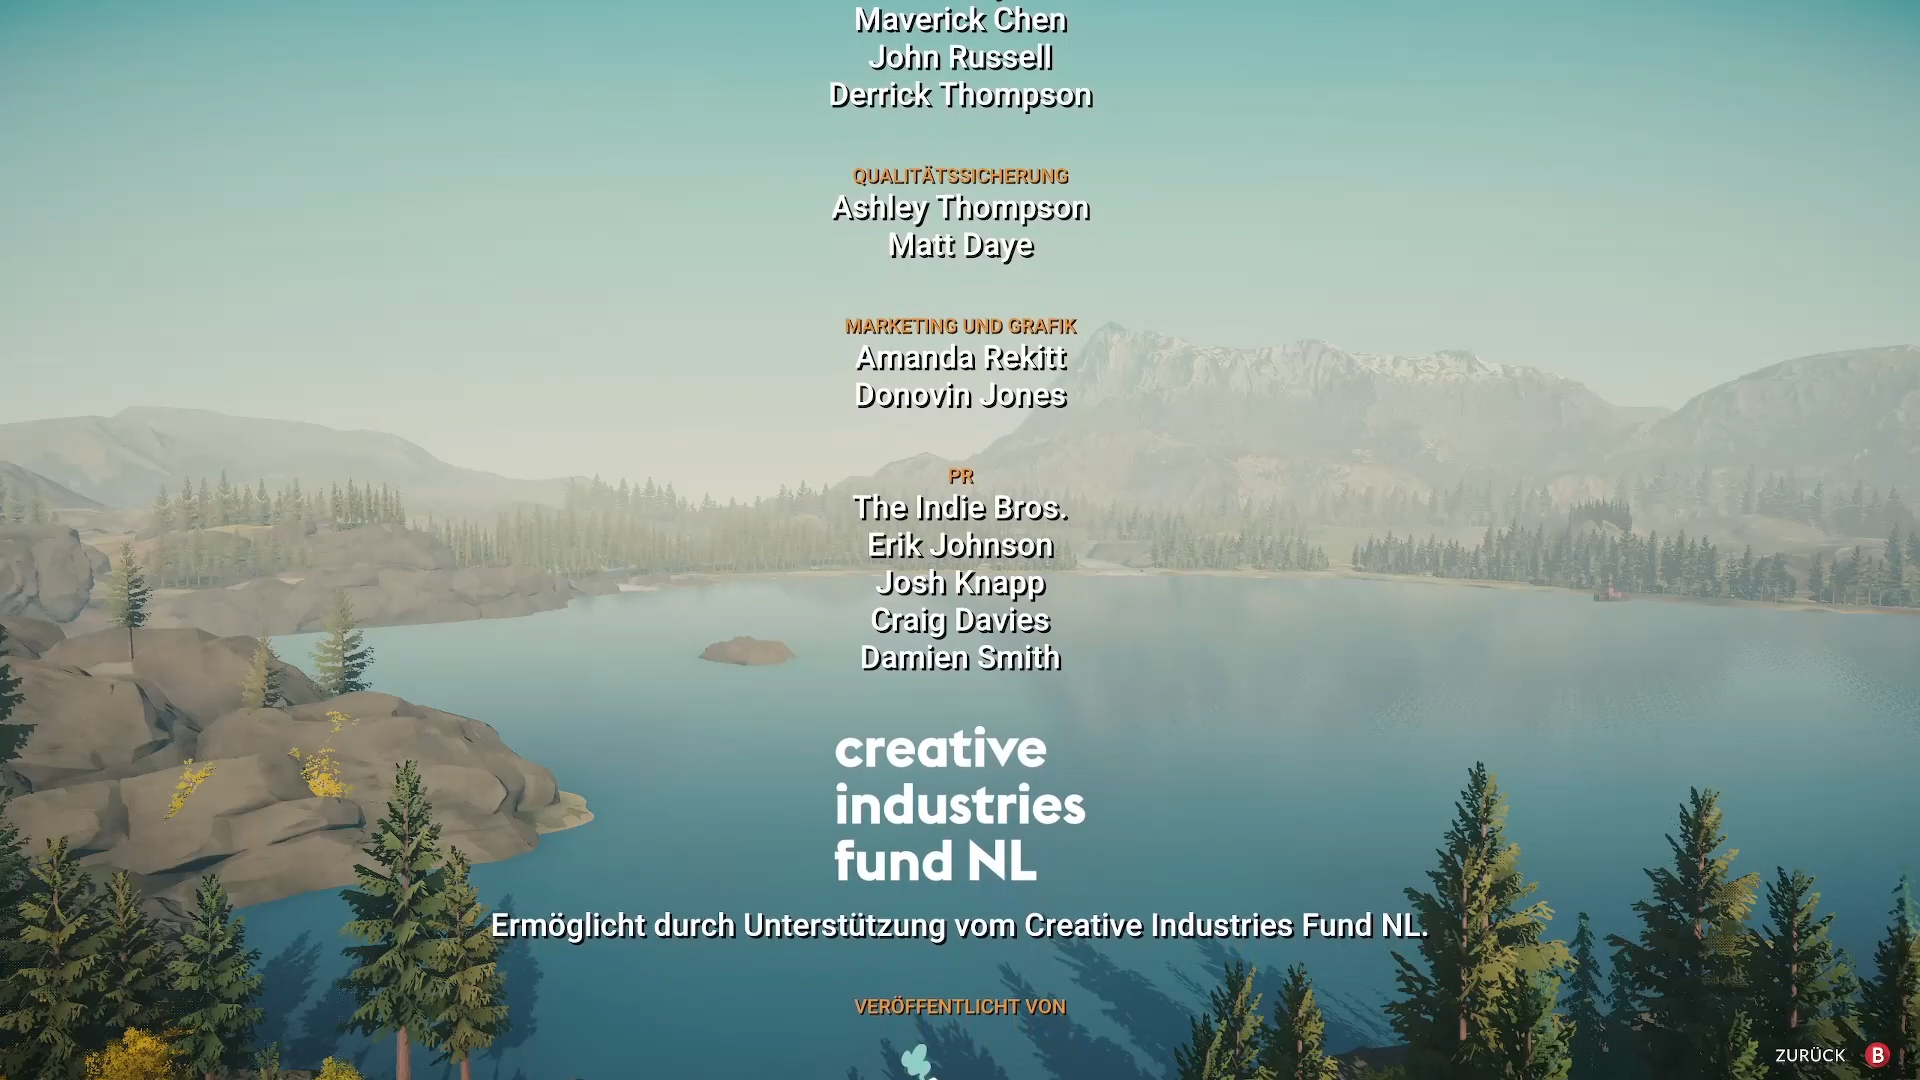 Maverick Chen
John Russell
Derrick Thompson
QUALITÄTSSICHERUNG
Ashley Thompson
Matt Daye
MARKETING UND GRAFIK
Amanda Rekitt
Donovin Jones
PR
The Indie Bros.
Erik Johnson
Josh Knapp
Craig Davies
Damien Smith
creative
industries
fund NL
Ermöglicht durch Unterstützung vom Creative Industries Fund NL.
VERÖFFENTLICHT VON
ZURÜCK B